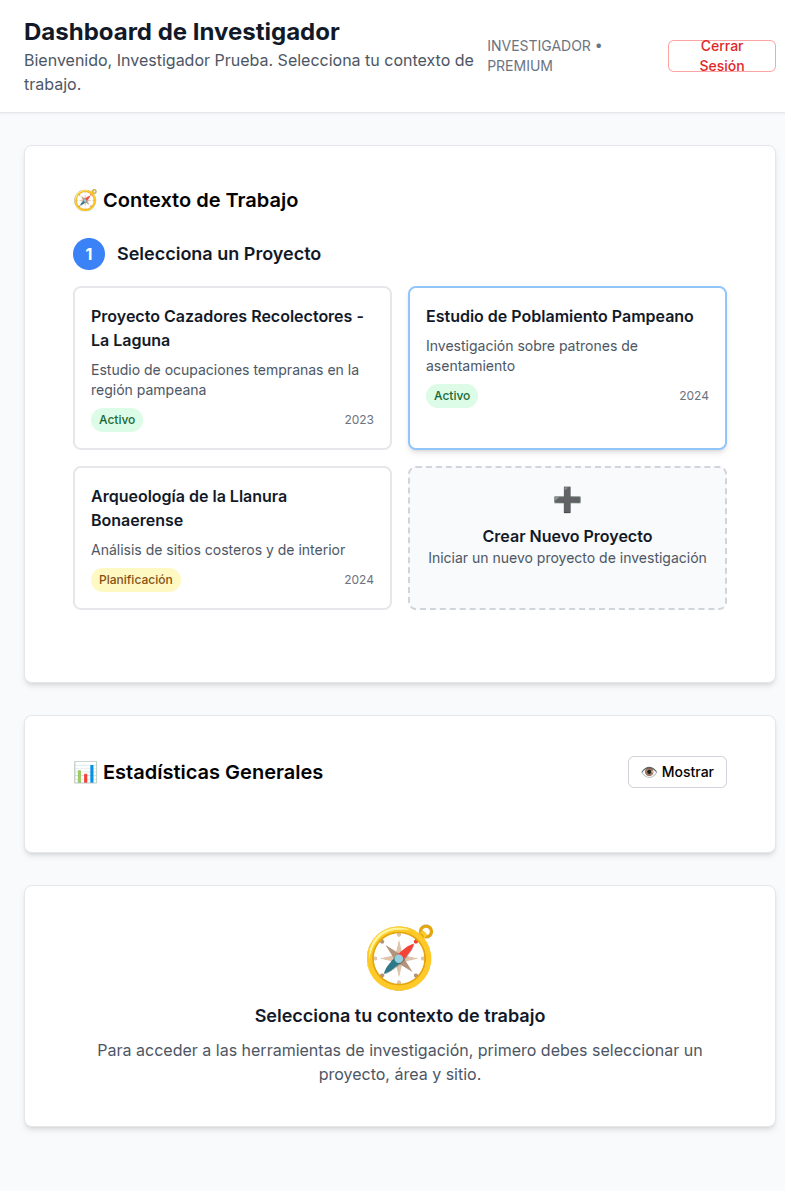 Dashboard de Investigador
Bienvenido, Investigador Prueba. Selecciona tu contexto de
trabajo.
INVESTIGADOR •
PREMIUM
Cerrar
Sesión
Contexto de Trabajo
1 Selecciona un Proyecto
Proyecto Cazadores Recolectores -
La Laguna
Estudio de ocupaciones tempranas en la
región pampeana
Activo 2023
Estudio de Poblamiento Pampeano
Investigación sobre patrones de
asentamiento
Activo 2024
Arqueología de la Llanura
Bonaerense
Análisis de sitios costeros y de interior
Planificación 2024
Crear Nuevo Proyecto
Iniciar un nuevo proyecto de investigación
Estadísticas Generales
Mostrar
Selecciona tu contexto de trabajo
Para acceder a las herramientas de investigación, primero debes seleccionar un
proyecto, área y sitio.